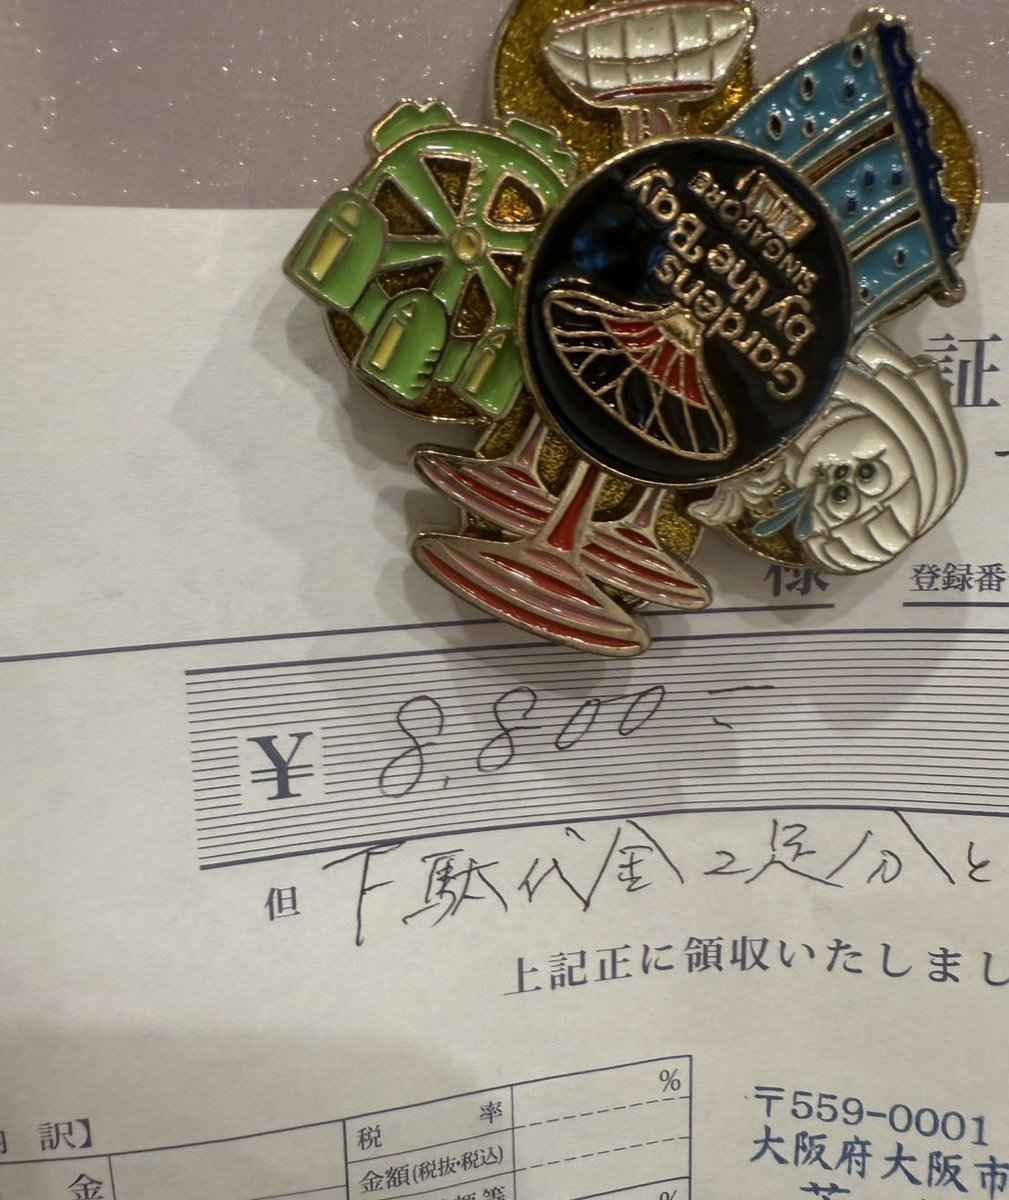 Gardens
by the Bay
SINGAPORE
証
様
登録番
¥ 8,800-
但 下駄代金2足分と
上記正に領収いたしまし
訳】
金
税 率 %
金額(税抜・税込)
%
〒559-0001
大阪府大阪市